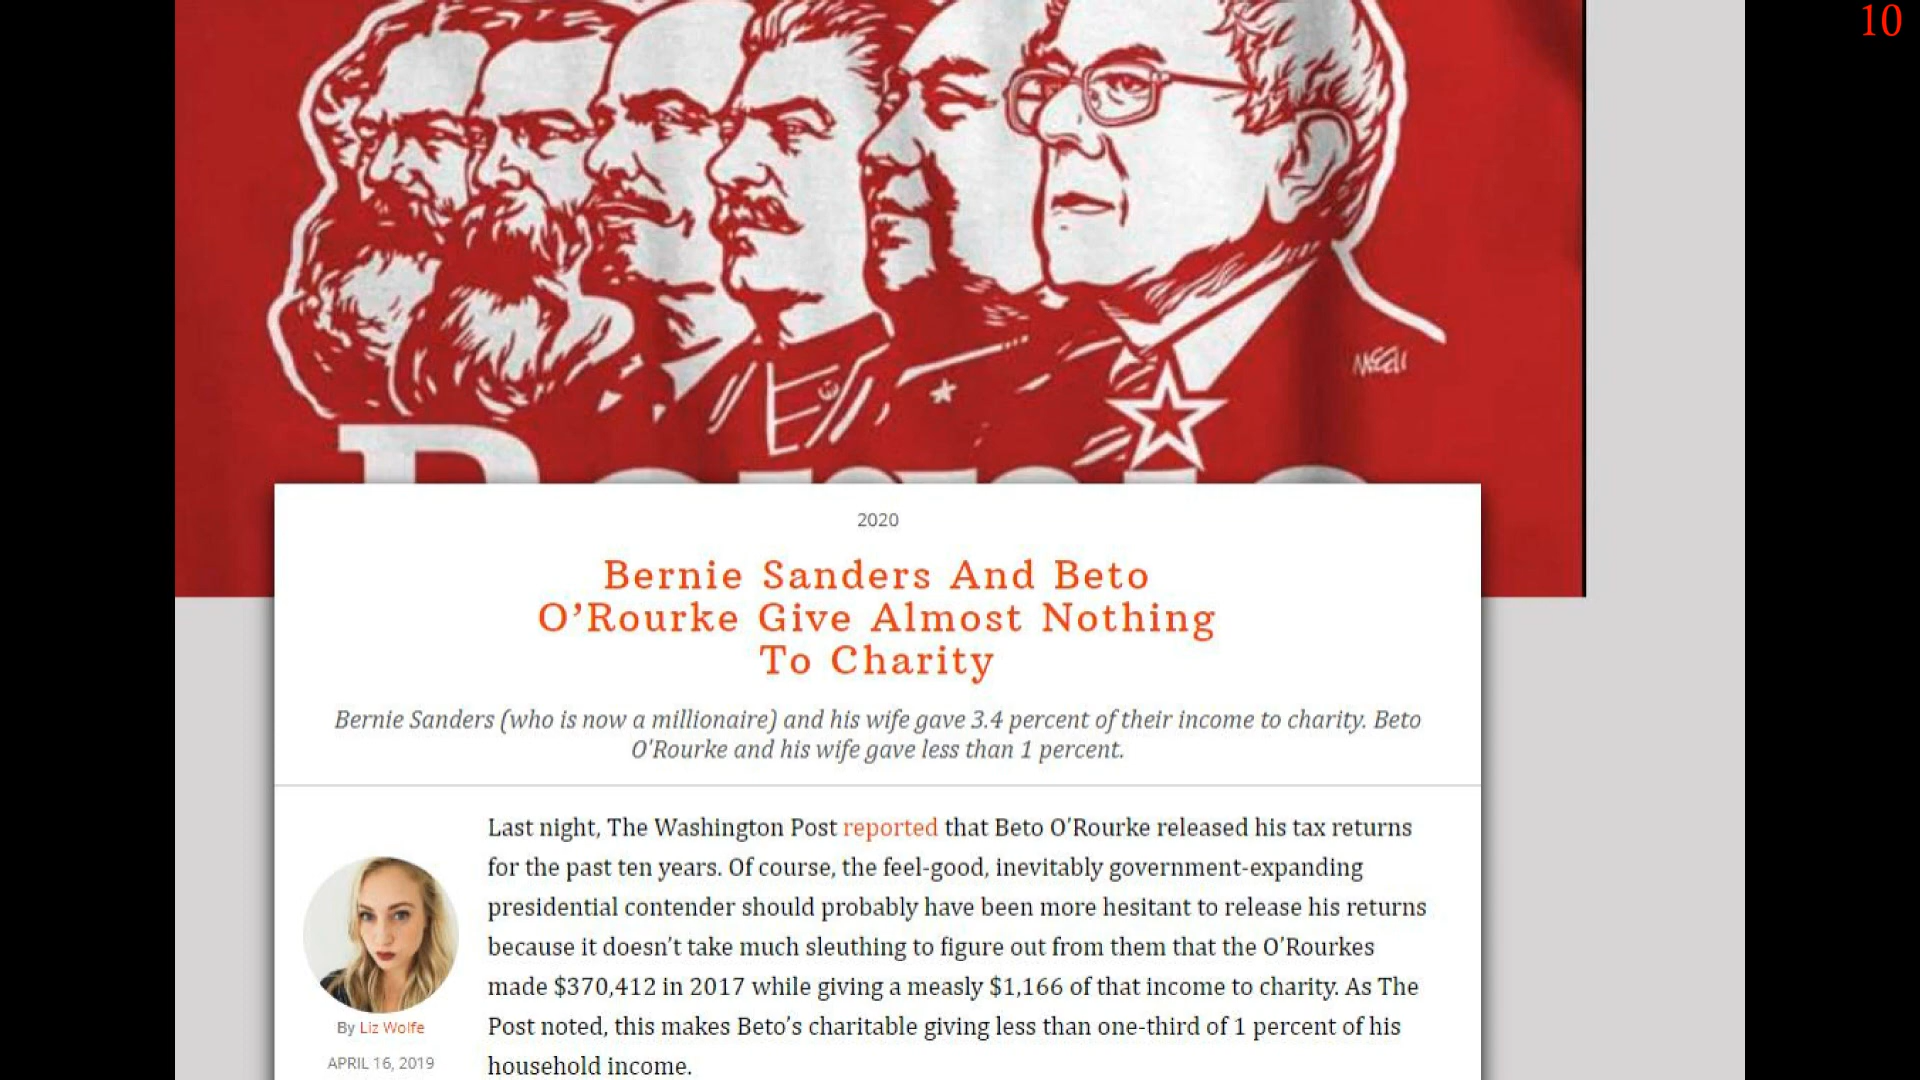 10
McCall
2020
Bernie Sanders And Beto
O’Rourke Give Almost Nothing
To Charity
Bernie Sanders (who is now a millionaire) and his wife gave 3.4 percent of their income to charity. Beto
O'Rourke and his wife gave less than 1 percent.
Last night, The Washington Post reported that Beto O’Rourke released his tax returns
for the past ten years. Of course, the feel-good, inevitably government-expanding
presidential contender should probably have been more hesitant to release his returns
because it doesn’t take much sleuthing to figure out from them that the O’Rourkes
made $370,412 in 2017 while giving a measly $1,166 of that income to charity. As The
Post noted, this makes Beto’s charitable giving less than one-third of 1 percent of his
household income.
By Liz Wolfe
APRIL 16, 2019